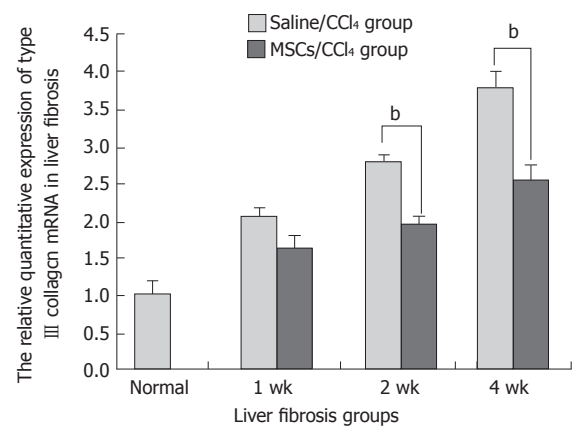 Saline/CCl₄ group
MSCs/CCl₄ group
The relative quantitative expression of type
Ⅲ collagcn mRNA in liver fibrosis
4.5
4.0
3.5
3.0
2.5
2.0
1.5
1.0
0.5
0.0
b
b
Normal
1 wk
2 wk
4 wk
Liver fibrosis groups